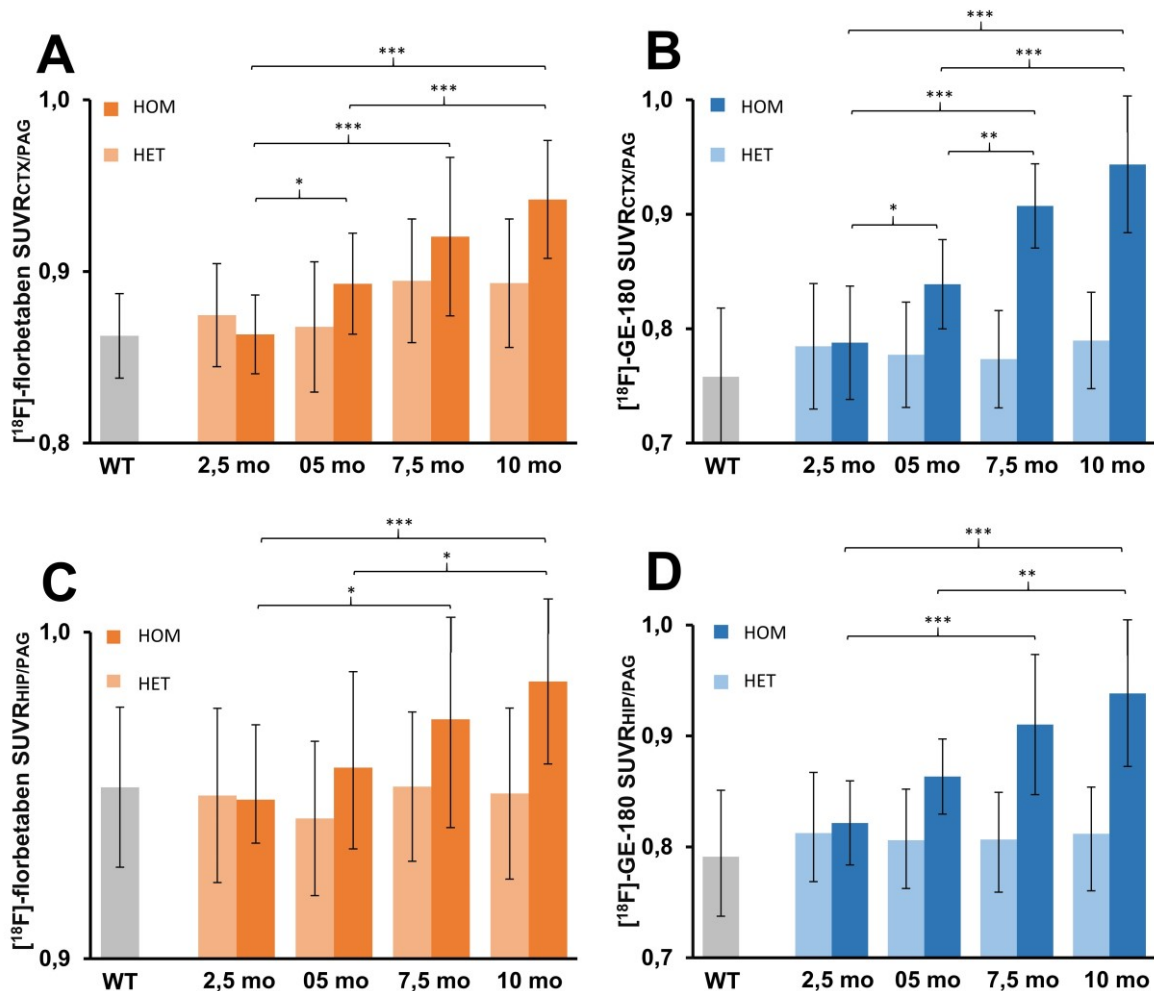 A
***
***
***
*
1,0
0,9
0,8
HOM
HET
[¹⁸F]-florbetaben SUVRCTX/PAG
WT 2,5 mo 05 mo 7,5 mo 10 mo
B
***
***
***
**
*
1,0
0,9
0,8
0,7
HOM
HET
[¹⁸F]-GE-180 SUVRCTX/PAG
WT 2,5 mo 05 mo 7,5 mo 10 mo
C
***
*
*
1,0
0,9
HOM
HET
[¹⁸F]-florbetaben SUVRHIP/PAG
WT 2,5 mo 05 mo 7,5 mo 10 mo
D
***
**
***
1,0
0,9
0,8
0,7
HOM
HET
[¹⁸F]-GE-180 SUVRHIP/PAG
WT 2,5 mo 05 mo 7,5 mo 10 mo